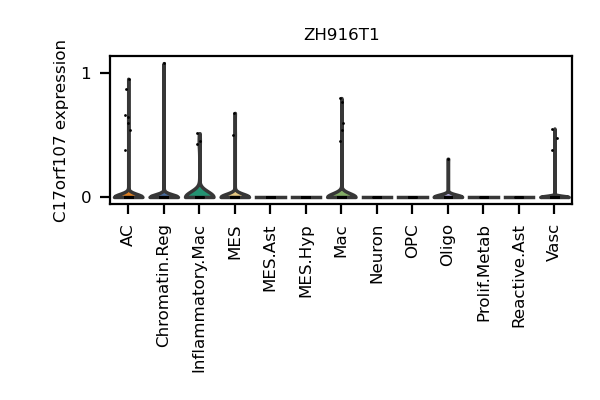 ZH916T1
C17orf107 expression
1
0
AC
Chromatin.Reg
Inflammatory.Mac
MES
MES.Ast
MES.Hyp
Mac
Neuron
OPC
Oligo
Prolif.Metab
Reactive.Ast
Vasc